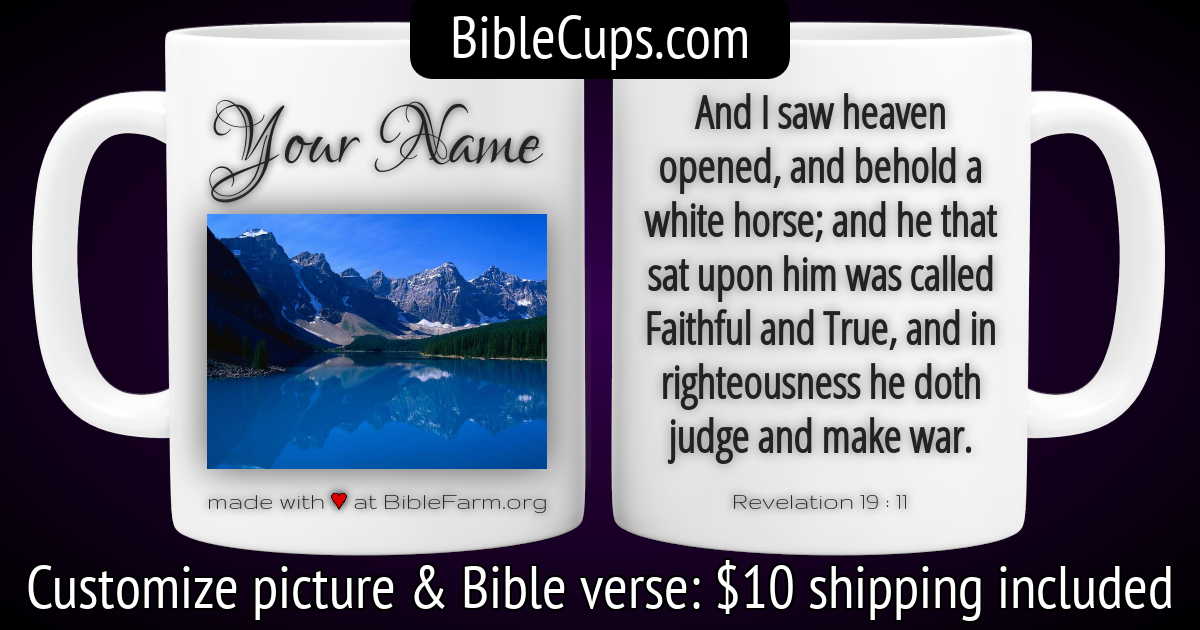 BibleCups.com
Your Name
made with ♥ at BibleFarm.org
And I saw heaven
opened, and behold a
white horse; and he that
sat upon him was called
Faithful and True, and in
righteousness he doth
judge and make war.
Revelation 19 : 11
Customize picture & Bible verse: $10 shipping included